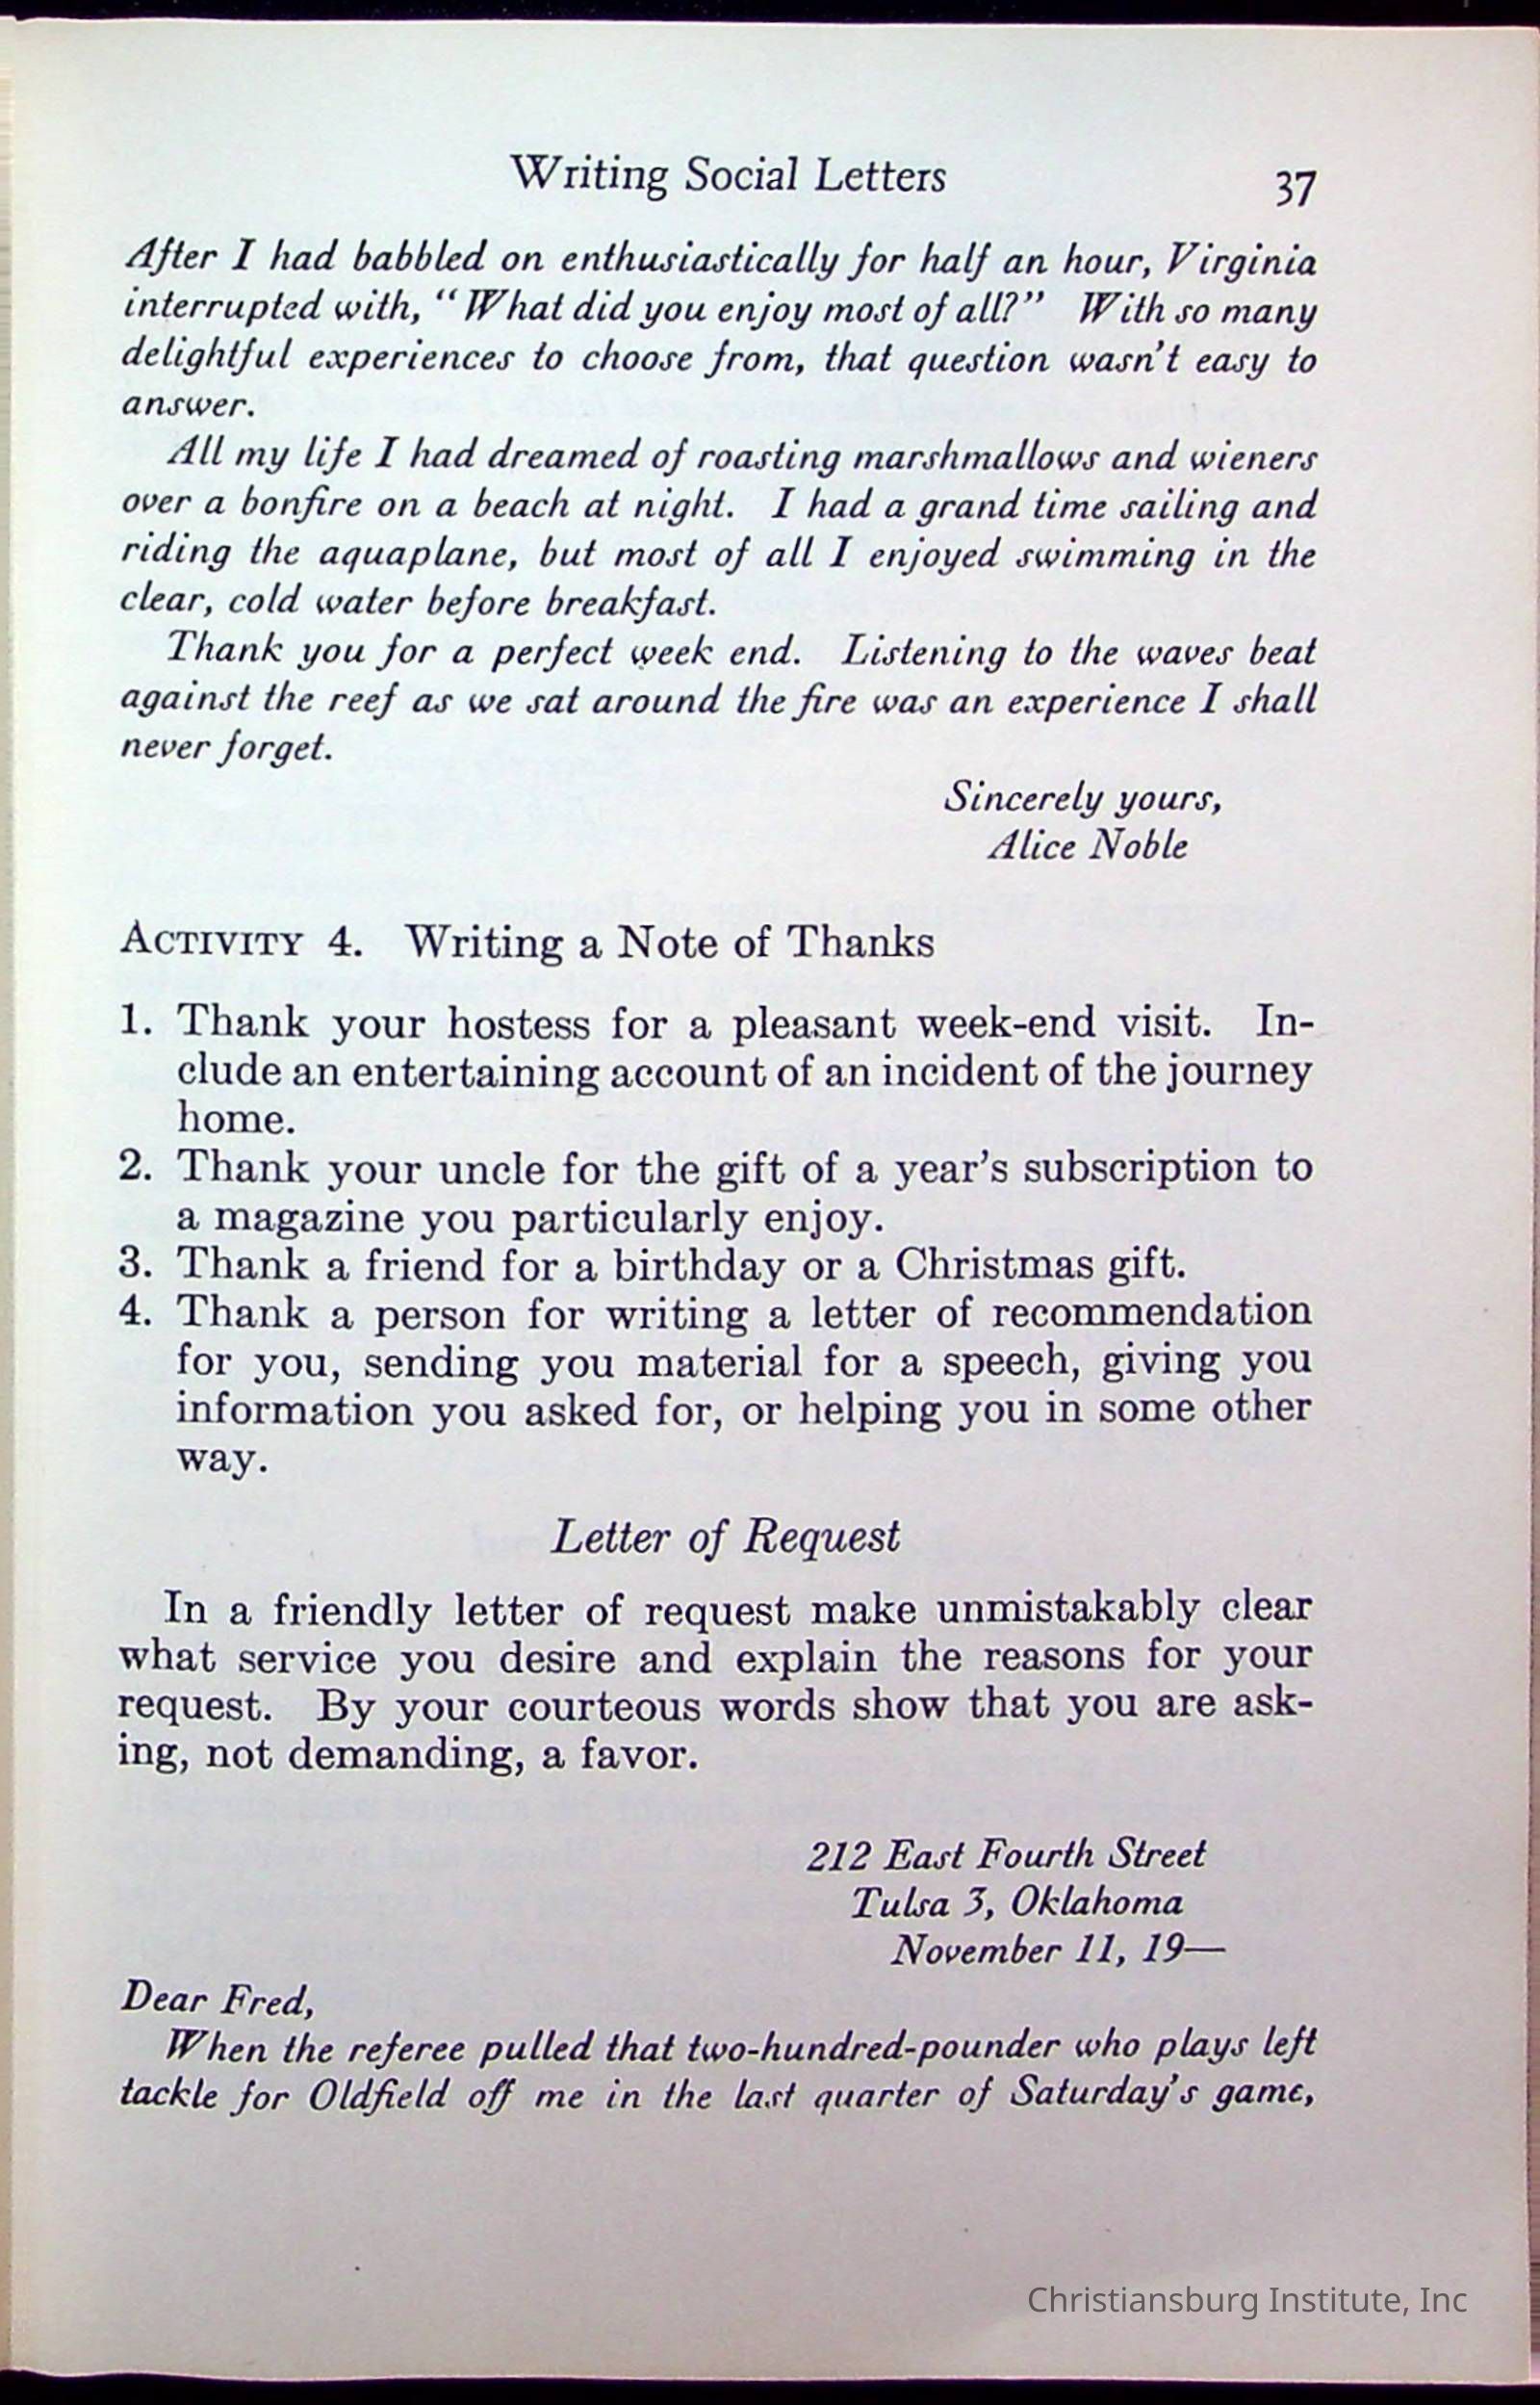 Writing Social Letters
37
After I had babbled on enthusiastically for half an hour, Virginia
interrupted with, “What did you enjoy most of all?” With so many
delightful experiences to choose from, that question wasn't easy to
answer.
All my life I had dreamed of roasting marshmallows and wieners
over a bonfire on a beach at night. I had a grand time sailing and
riding the aquaplane, but most of all I enjoyed swimming in the
clear, cold water before breakfast.
Thank you for a perfect week end. Listening to the waves beat
against the reef as we sat around the fire was an experience I shall
never forget.
Sincerely yours,
Alice Noble
ACTIVITY 4. Writing a Note of Thanks
1. Thank your hostess for a pleasant week-end visit. In-
clude an entertaining account of an incident of the journey
home.
2. Thank your uncle for the gift of a year's subscription to
a magazine you particularly enjoy.
3. Thank a friend for a birthday or a Christmas gift.
4. Thank a person for writing a letter of recommendation
for you, sending you material for a speech, giving you
information you asked for, or helping you in some other
way.
Letter of Request
In a friendly letter of request make unmistakably clear
what service you desire and explain the reasons for your
request. By your courteous words show that you are ask-
ing, not demanding, a favor.
212 East Fourth Street
Tulsa 3, Oklahoma
November 11, 19—
Dear Fred,
When the referee pulled that two-hundred-pounder who plays left
tackle for Oldfield off me in the last quarter of Saturday's game,
Christiansburg Institute, Inc